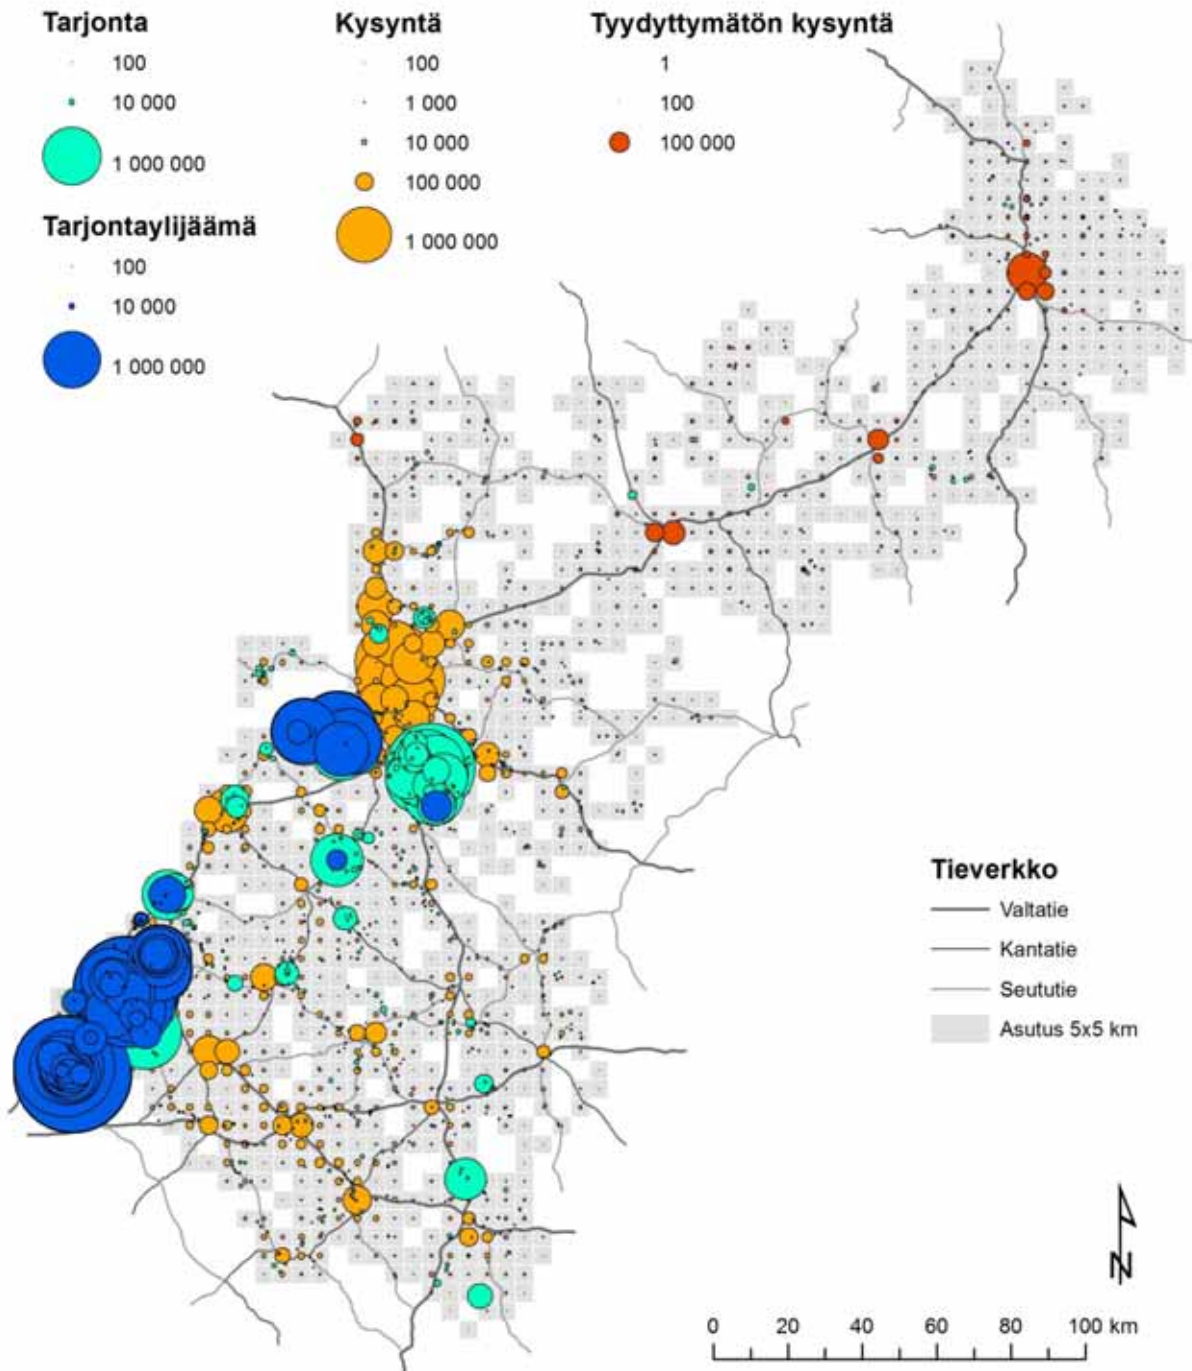 Tarjonta
100
10 000
1 000 000
Tarjontaylijäämä
100
10 000
1 000 000
Kysyntä
100
1 000
10 000
100 000
1 000 000
Tyydyttymätön kysyntä
1
100
100 000
Tieverkko
Valtatie
Kantatie
Seututie
Asutus 5x5 km
N
0 20 40 60 80 100 km